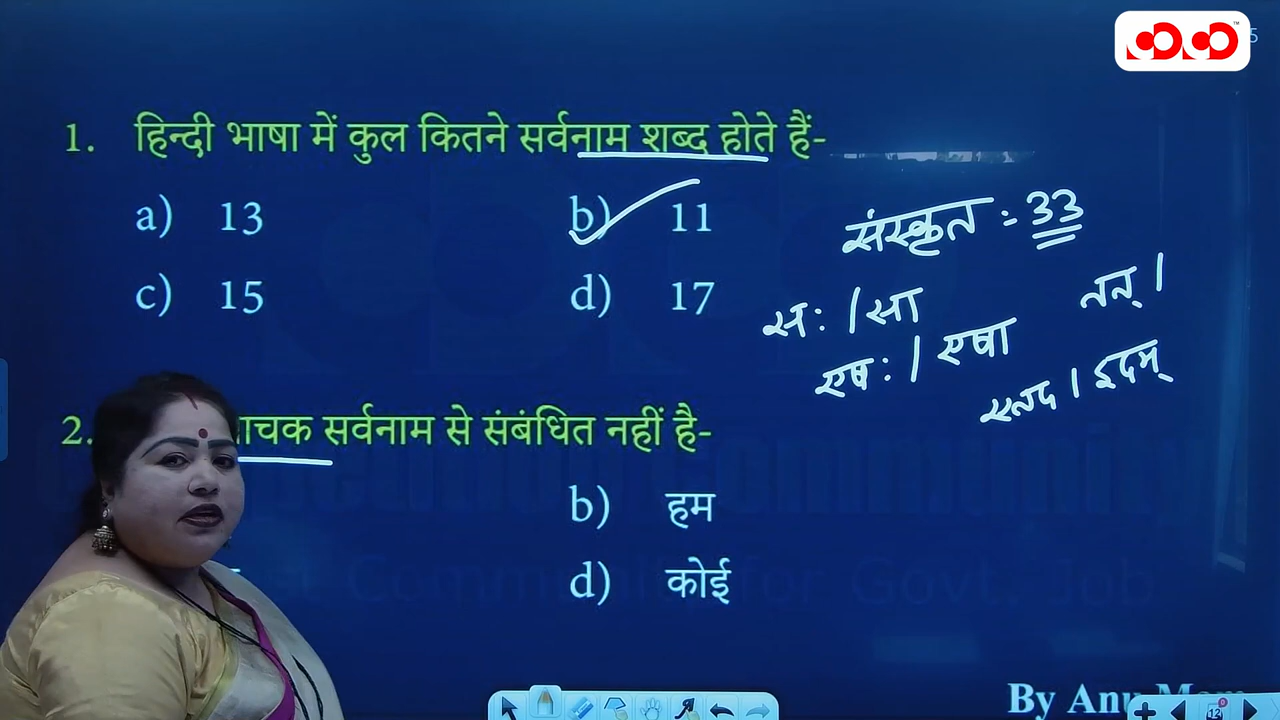 1. हिन्दी भाषा में कुल कितने सर्वनाम शब्द होते हैं-
a) 13 b) 11
c) 15 d) 17
संस्कृत = 33
सः / सा तत् /
एषः / एषा
एतद / इदम्
2. वाचक सर्वनाम से संबंधित नहीं है-
b) हम
d) कोई
By Anu